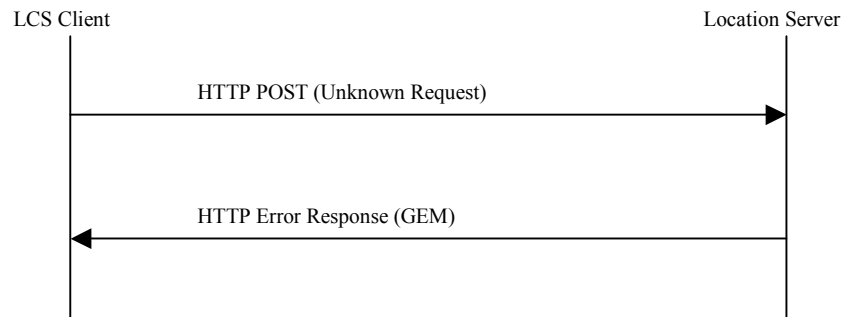 LCS Client
Location Server
HTTP POST (Unknown Request)
HTTP Error Response (GEM)